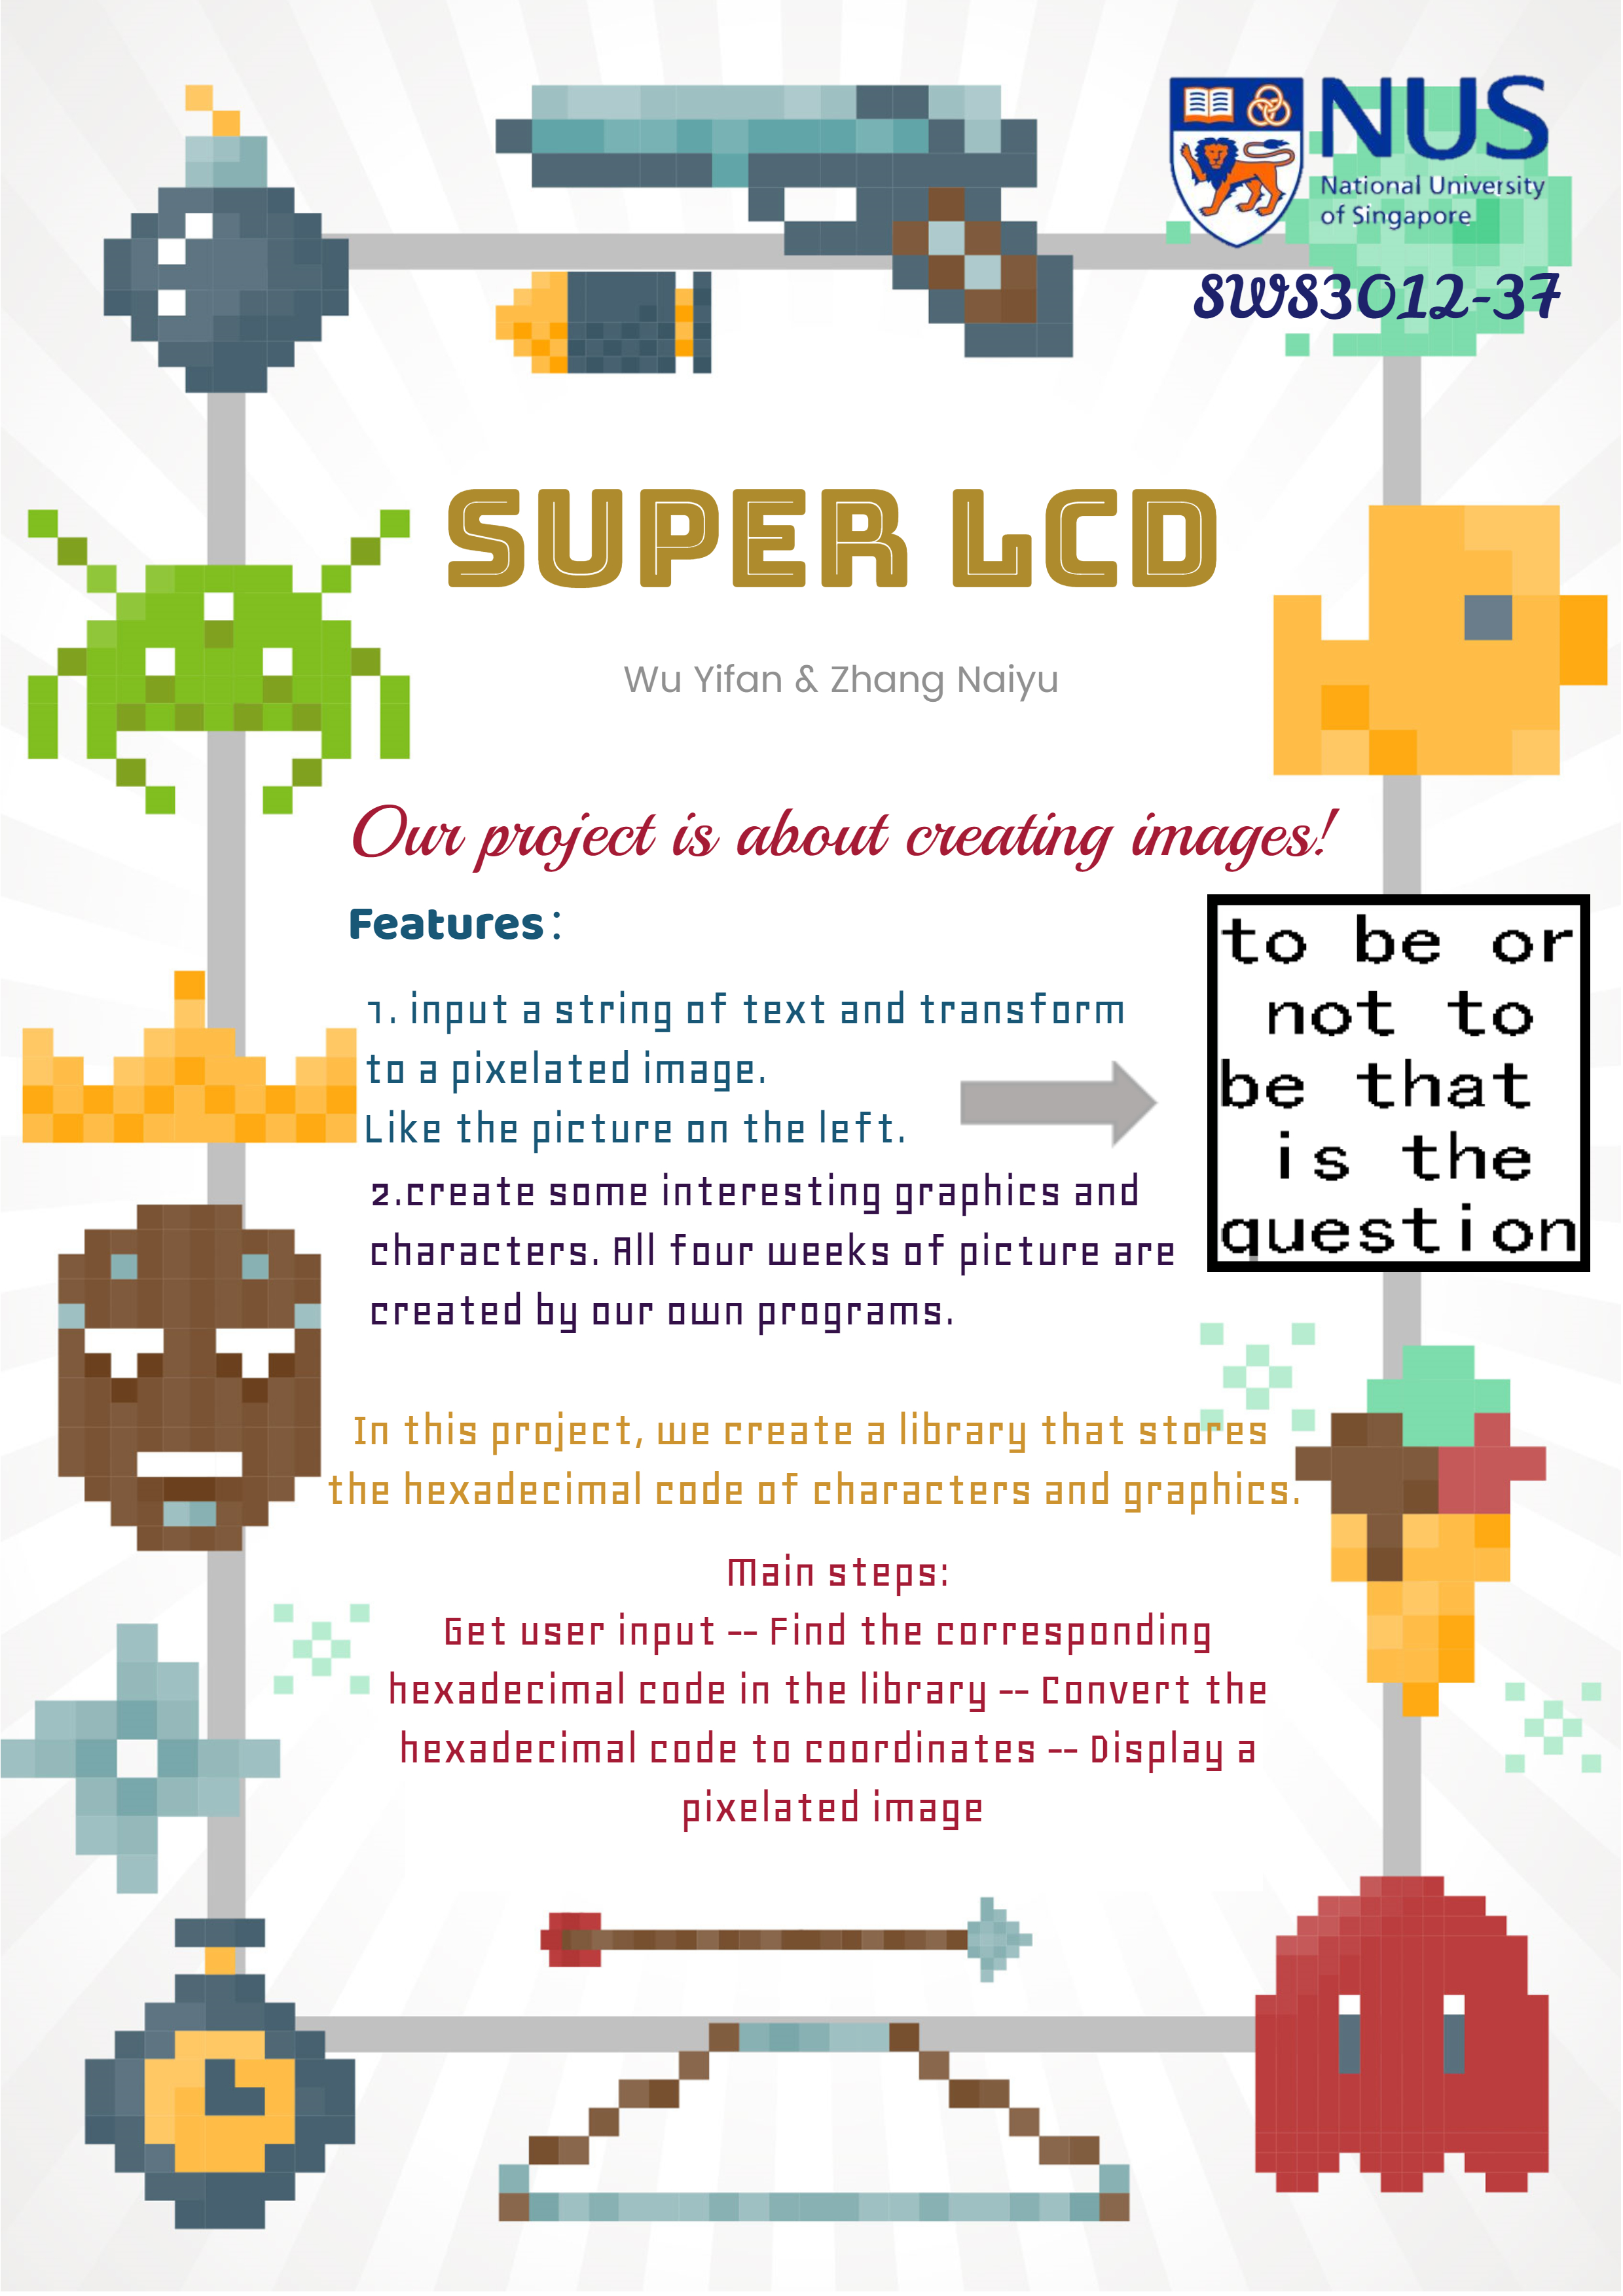 NUS
National University
of Singapore
SWS3012-37
SUPER LCD
Wu Yifan & Zhang Naiyu
Our project is about creating images!
Features:
1. input a string of text and transform
to a pixelated image.
Like the picture on the left.
to be or
not to
be that
is the
question
2.create some interesting graphics and
characters. All four weeks of picture are
created by our own programs.
In this project, we create a library that stores
the hexadecimal code of characters and graphics.
Main steps:
Get user input -- Find the corresponding
hexadecimal code in the library -- Convert the
hexadecimal code to coordinates -- Display a
pixelated image